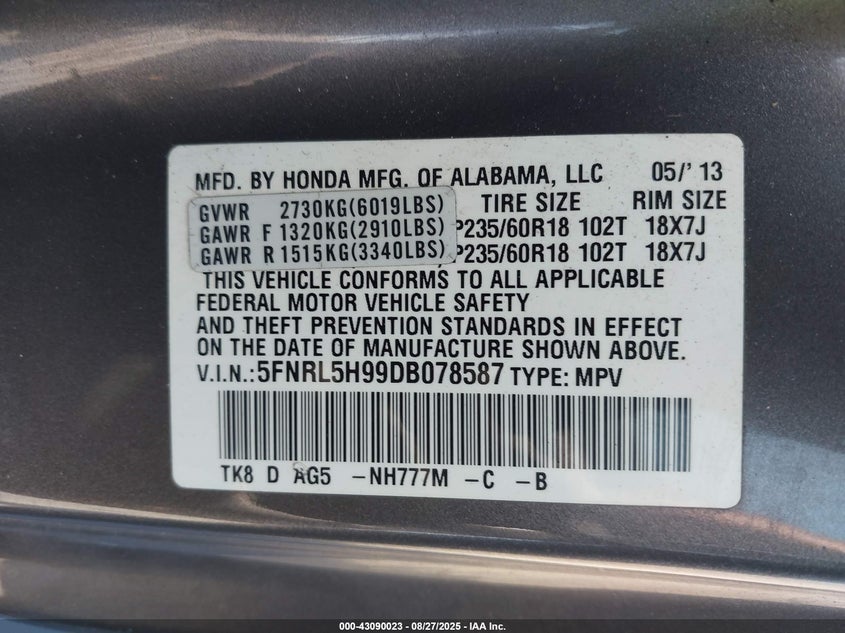 MFD. BY HONDA MFG. OF ALABAMA, LLC 05/'13
GVWR 2730KG(6019LBS) TIRE SIZE RIM SIZE
GAWR F 1320KG(2910LBS) P235/60R18 102T 18X7J
GAWR R 1515KG(3340LBS) P235/60R18 102T 18X7J
THIS VEHICLE CONFORMS TO ALL APPLICABLE
FEDERAL MOTOR VEHICLE SAFETY
AND THEFT PREVENTION STANDARDS IN EFFECT
ON THE DATE OF MANUFACTURE SHOWN ABOVE.
V.I.N.:5FNRL5H99DB078587 TYPE: MPV
TK8 D AG5 –NH777M –C –B
000-43090023 — 08/27/2025 — IAA Inc.